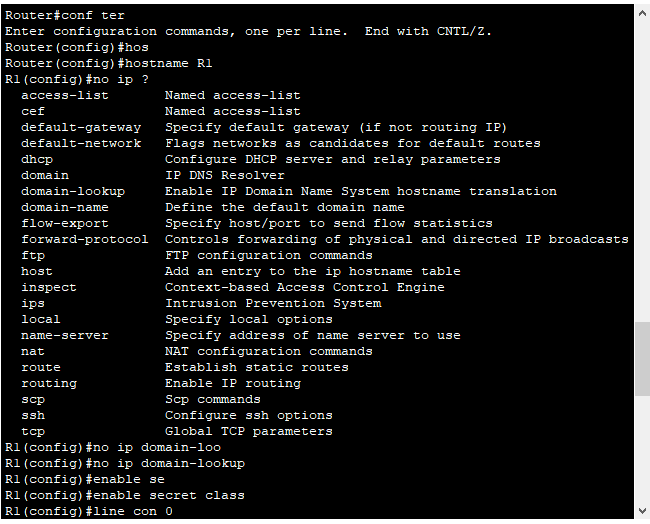 Router#conf ter
Enter configuration commands, one per line.  End with CNTL/Z.
Router(config)#hos
Router(config)#hostname R1
R1(config)#no ip ?
  access-list       Named access-list
  cef               Named access-list
  default-gateway   Specify default gateway (if not routing IP)
  default-network   Flags networks as candidates for default routes
  dhcp              Configure DHCP server and relay parameters
  domain            IP DNS Resolver
  domain-lookup     Enable IP Domain Name System hostname translation
  domain-name       Define the default domain name
  flow-export       Specify host/port to send flow statistics
  forward-protocol  Controls forwarding of physical and directed IP broadcasts
  ftp               FTP configuration commands
  host              Add an entry to the ip hostname table
  inspect           Context-based Access Control Engine
  ips               Intrusion Prevention System
  local             Specify local options
  name-server       Specify address of name server to use
  nat               NAT configuration commands
  route             Establish static routes
  routing           Enable IP routing
  scp               Scp commands
  ssh               Configure ssh options
  tcp               Global TCP parameters
R1(config)#no ip domain-loo
R1(config)#no ip domain-lookup
R1(config)#enable se
R1(config)#enable secret class
R1(config)#line con 0